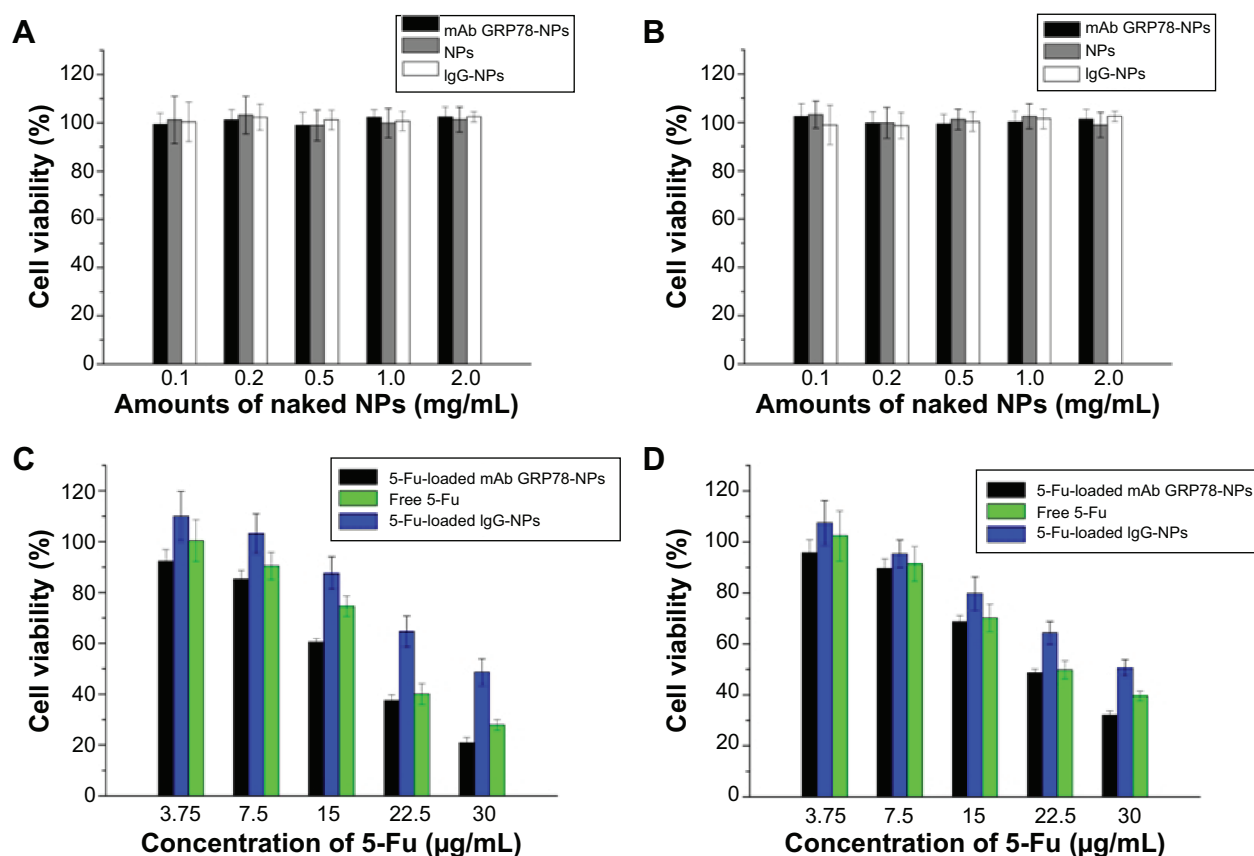 A
mAb GRP78-NPs
NPs
IgG-NPs
120
100
80
60
40
20
0
Cell viability (%)
0.1 0.2 0.5 1.0 2.0
Amounts of naked NPs (mg/mL)
B
mAb GRP78-NPs
NPs
IgG-NPs
120
100
80
60
40
20
0
Cell viability (%)
0.1 0.2 0.5 1.0 2.0
Amounts of naked NPs (mg/mL)
C
5-Fu-loaded mAb GRP78-NPs
Free 5-Fu
5-Fu-loaded IgG-NPs
120
100
80
60
40
20
0
Cell viability (%)
3.75 7.5 15 22.5 30
Concentration of 5-Fu (µg/mL)
D
5-Fu-loaded mAb GRP78-NPs
Free 5-Fu
5-Fu-loaded IgG-NPs
120
100
80
60
40
20
0
Cell viability (%)
3.75 7.5 15 22.5 30
Concentration of 5-Fu (µg/mL)